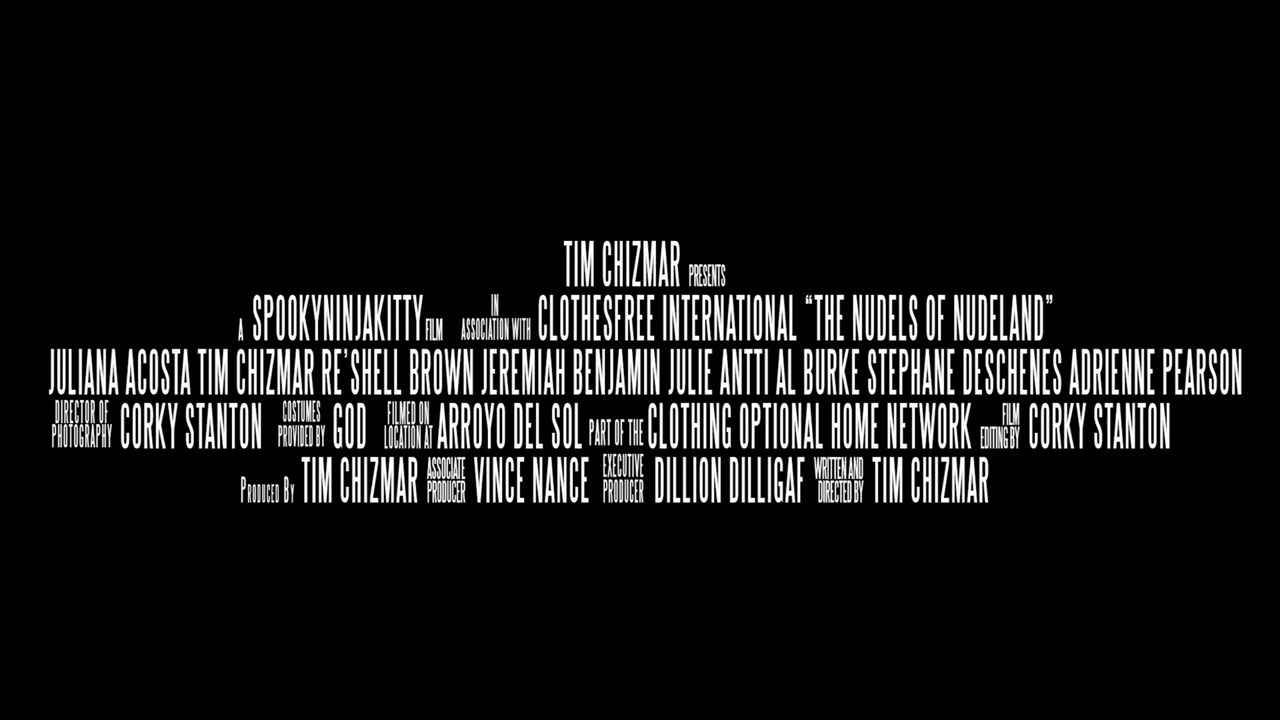 TIM CHIZMAR PRESENTS
A SPOOKYNINJAKITTY FILM IN ASSOCIATION WITH CLOTHESFREE INTERNATIONAL “THE NUDELS OF NUDELAND”
JULIANA ACOSTA TIM CHIZMAR RE’SHELL BROWN JEREMIAH BENJAMIN JULIE ANTTI AL BURKE STEPHANE DESCHENES ADRIENNE PEARSON
DIRECTOR OF PHOTOGRAPHY CORKY STANTON COSTUMES PROVIDED BY GOD FILMED ON LOCATION AT ARROYO DEL SOL PART OF THE CLOTHING OPTIONAL HOME NETWORK FILM EDITING BY CORKY STANTON
PRODUCED BY TIM CHIZMAR ASSOCIATE PRODUCER VINCE NANCE EXECUTIVE PRODUCER DILLION DILLIGAF WRITTEN AND DIRECTED BY TIM CHIZMAR